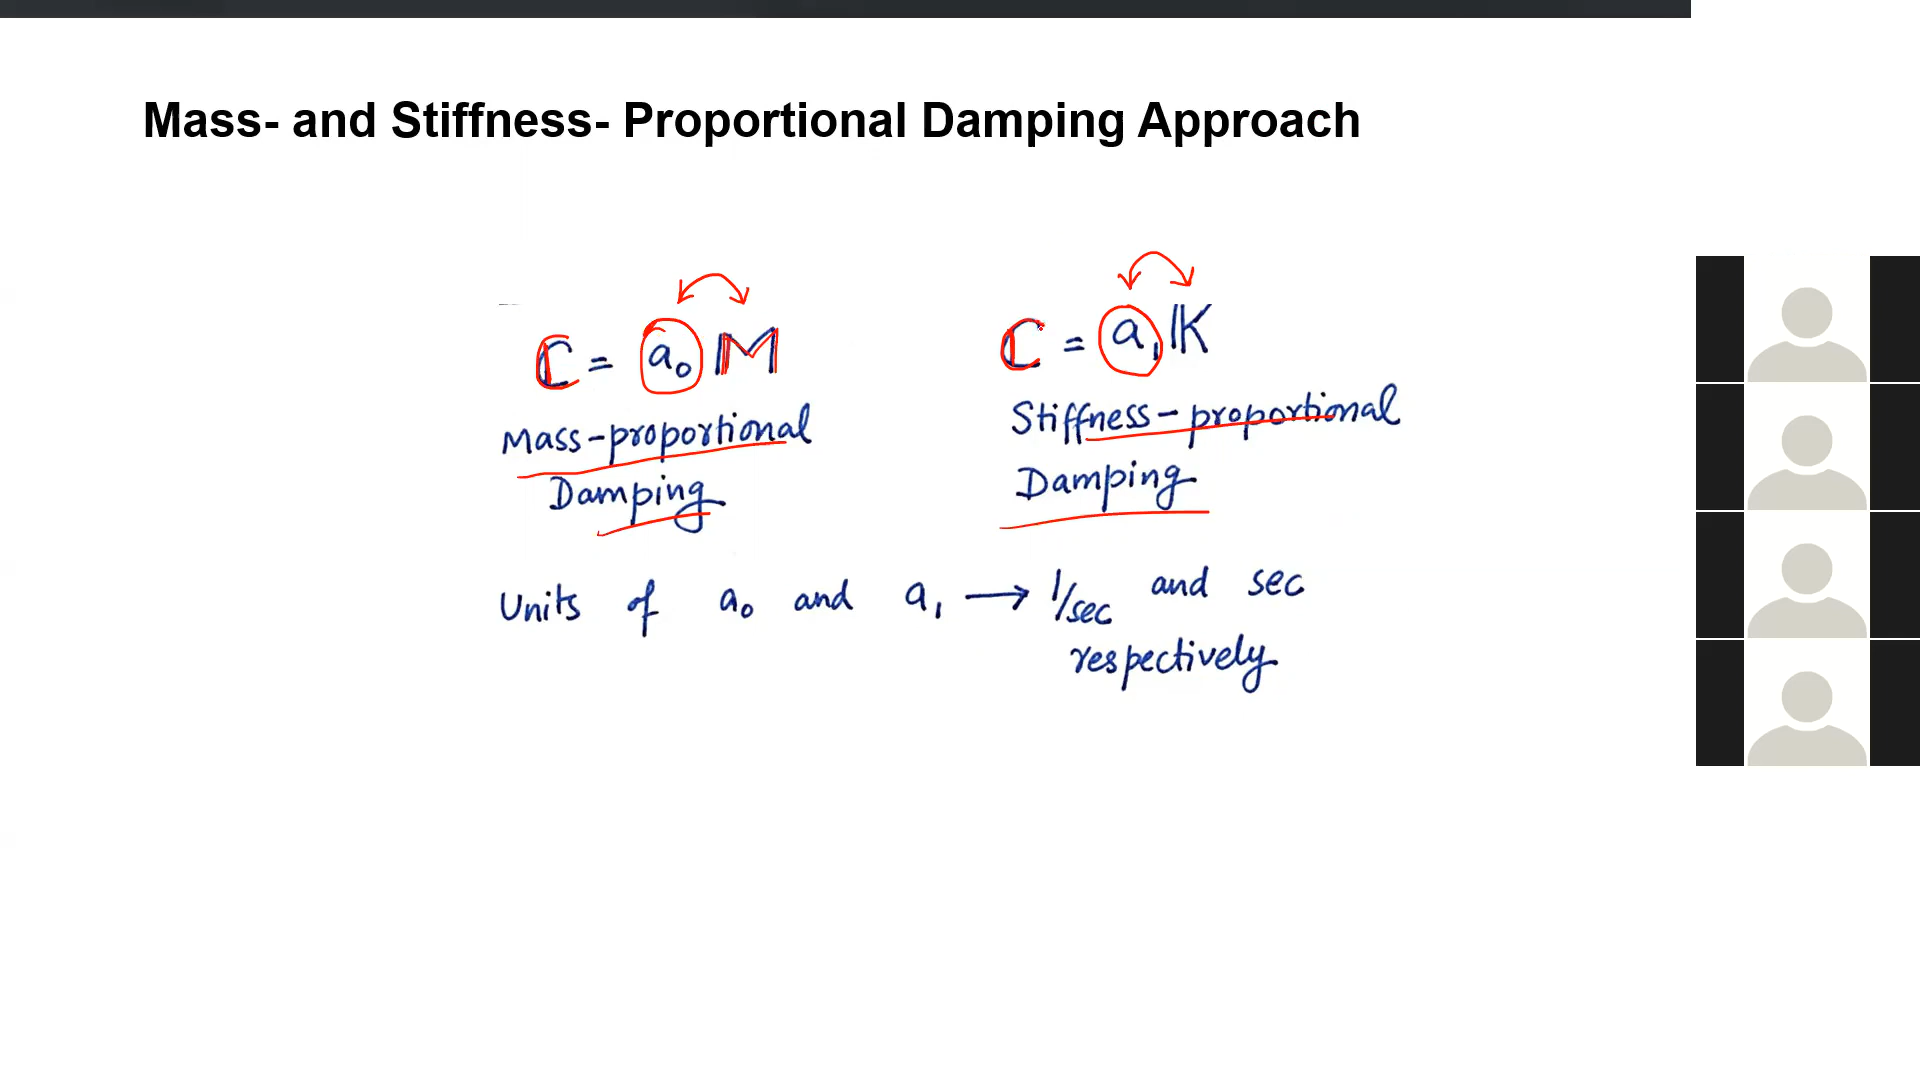 Mass- and Stiffness- Proportional Damping Approach
ℂ = a₀ 𝕄
ℂ = a₁ 𝕂
Mass-proportional
Damping
Stiffness-proportional
Damping
Units of a₀ and a₁ → 1/sec and sec
respectively